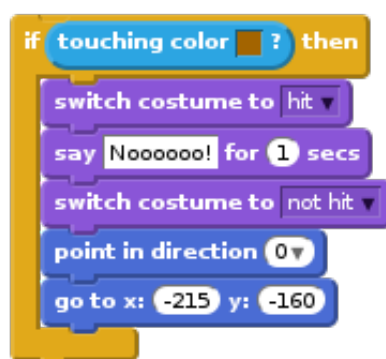 if touching color ? then
switch costume to hit
say Noooooo! for 1 secs
switch costume to not hit
point in direction 0
go to x: -215 y: -160